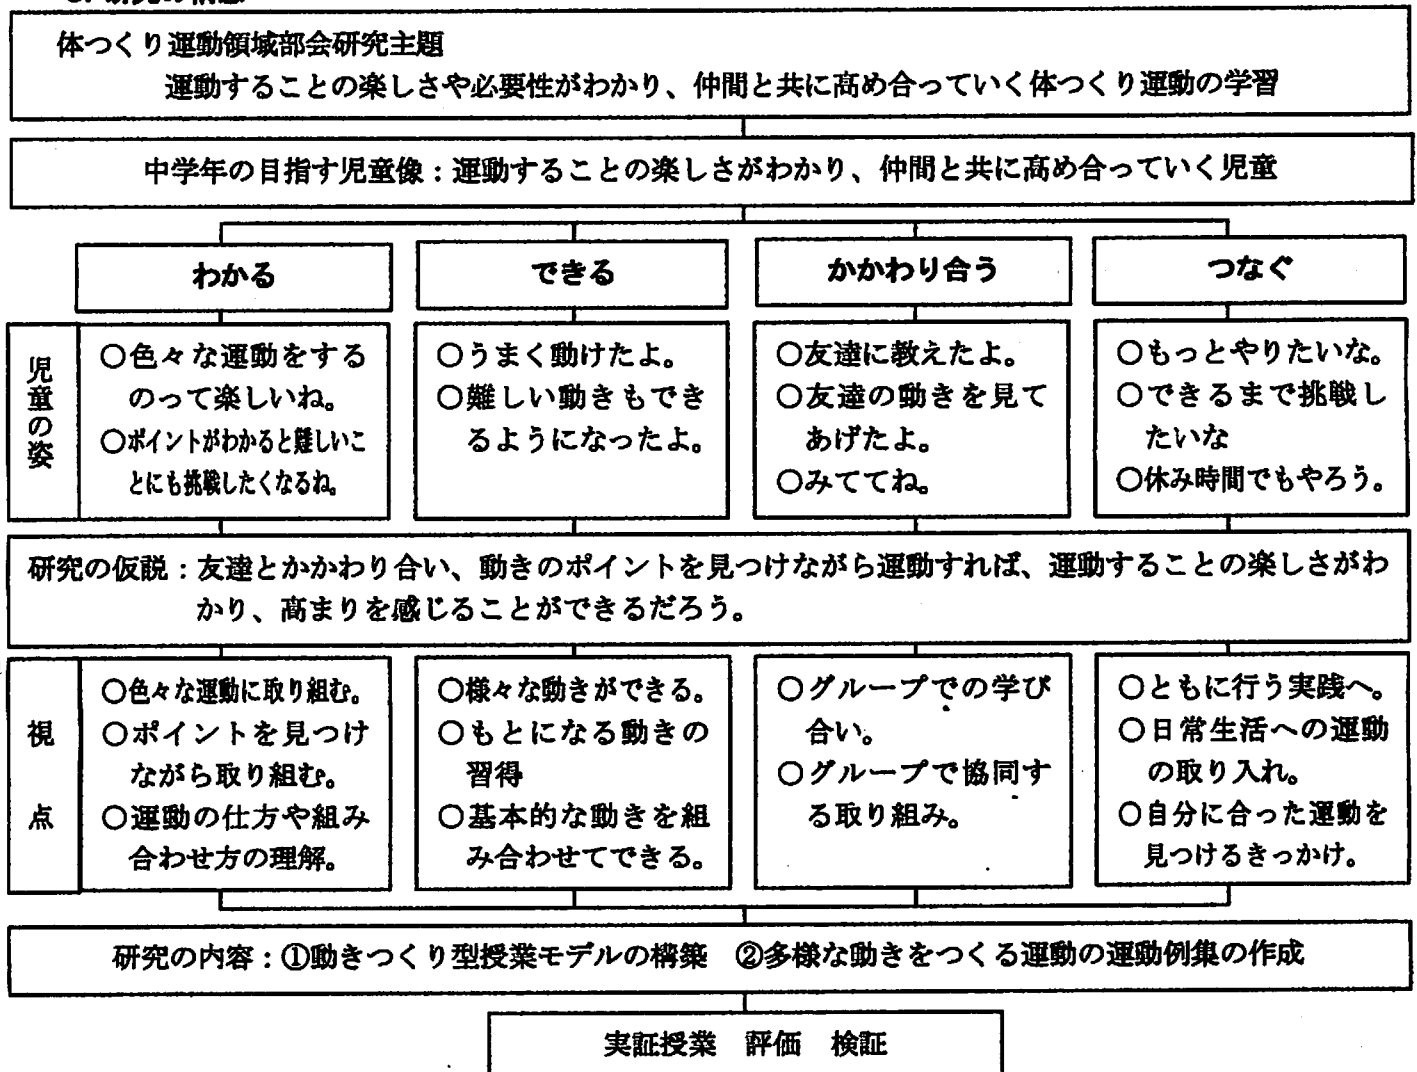 体つくり運動領域部会研究主題
運動することの楽しさや必要性がわかり、仲間と共に高め合っていく体つくり運動の学習
中学年の目指す児童像：運動することの楽しさがわかり、仲間と共に高め合っていく児童
わかる
できる
かかわり合う
つなぐ
児童の姿
○色々な運動をする
のって楽しいね。
○ポイントがわかると難しいこ
とにも挑戦したくなるね。
○うまく動けたよ。
○難しい動きもでき
るようになったよ。
○友達に教えたよ。
○友達の動きを見て
あげたよ。
○みててね。
○もっとやりたいな。
○できるまで挑戦し
たいな
○休み時間でもやろう。
研究の仮説：友達とかかわり合い、動きのポイントを見つけながら運動すれば、運動することの楽しさがわ
かり、高まりを感じることができるだろう。
視点
○色々な運動に取り組む。
○ポイントを見つけ
ながら取り組む。
○運動の仕方や組み
合わせ方の理解。
○様々な動きができる。
○もとになる動きの
習得
○基本的な動きを組
み合わせてできる。
○グループでの学び
合い。
○グループで協同す
る取り組み。
○ともに行う実践へ。
○日常生活への運動
の取り入れ。
○自分に合った運動を
見つけるきっかけ。
研究の内容：①動きつくり型授業モデルの構築　②多様な動きをつくる運動の運動例集の作成
実証授業　評価　検証